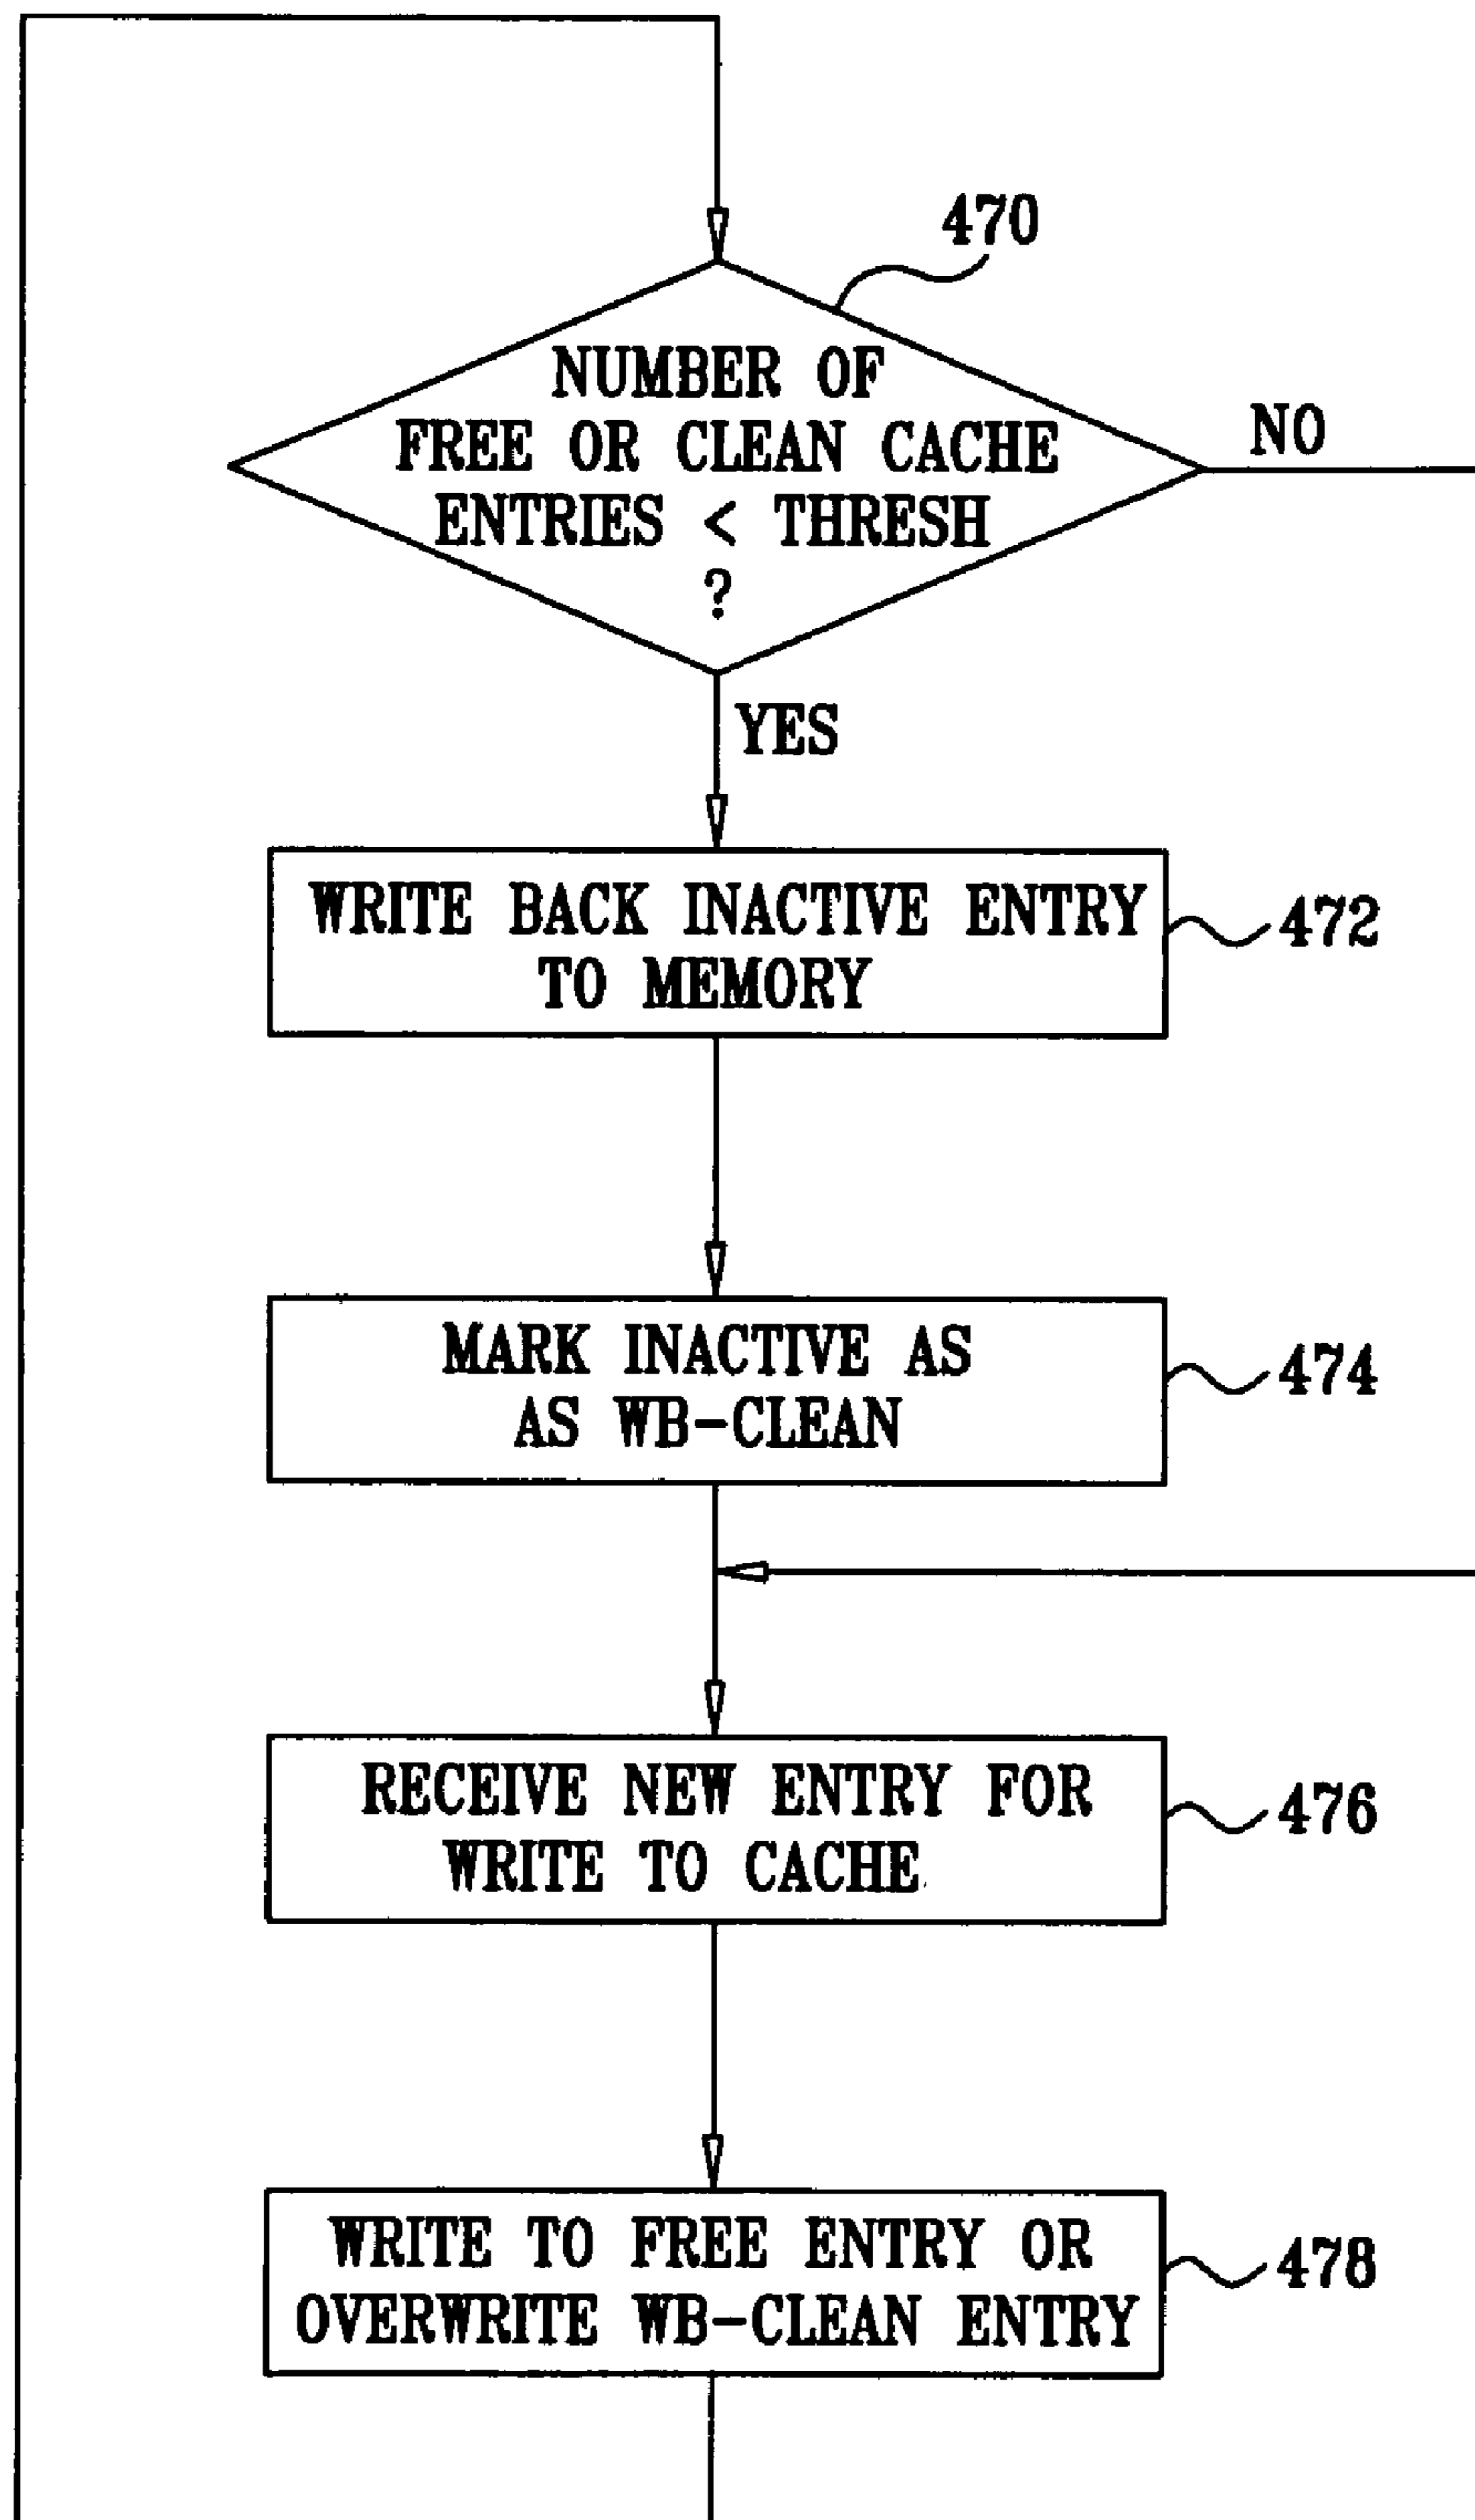 470
NUMBER OF
FREE OR CLEAN CACHE
ENTRIES < THRESH
?
NO
YES
WRITE BACK INACTIVE ENTRY
TO MEMORY
472
MARK INACTIVE AS
AS WB-CLEAN
474
RECEIVE NEW ENTRY FOR
WRITE TO CACHE
476
WRITE TO FREE ENTRY OR
OVERWRITE WB-CLEAN ENTRY
478